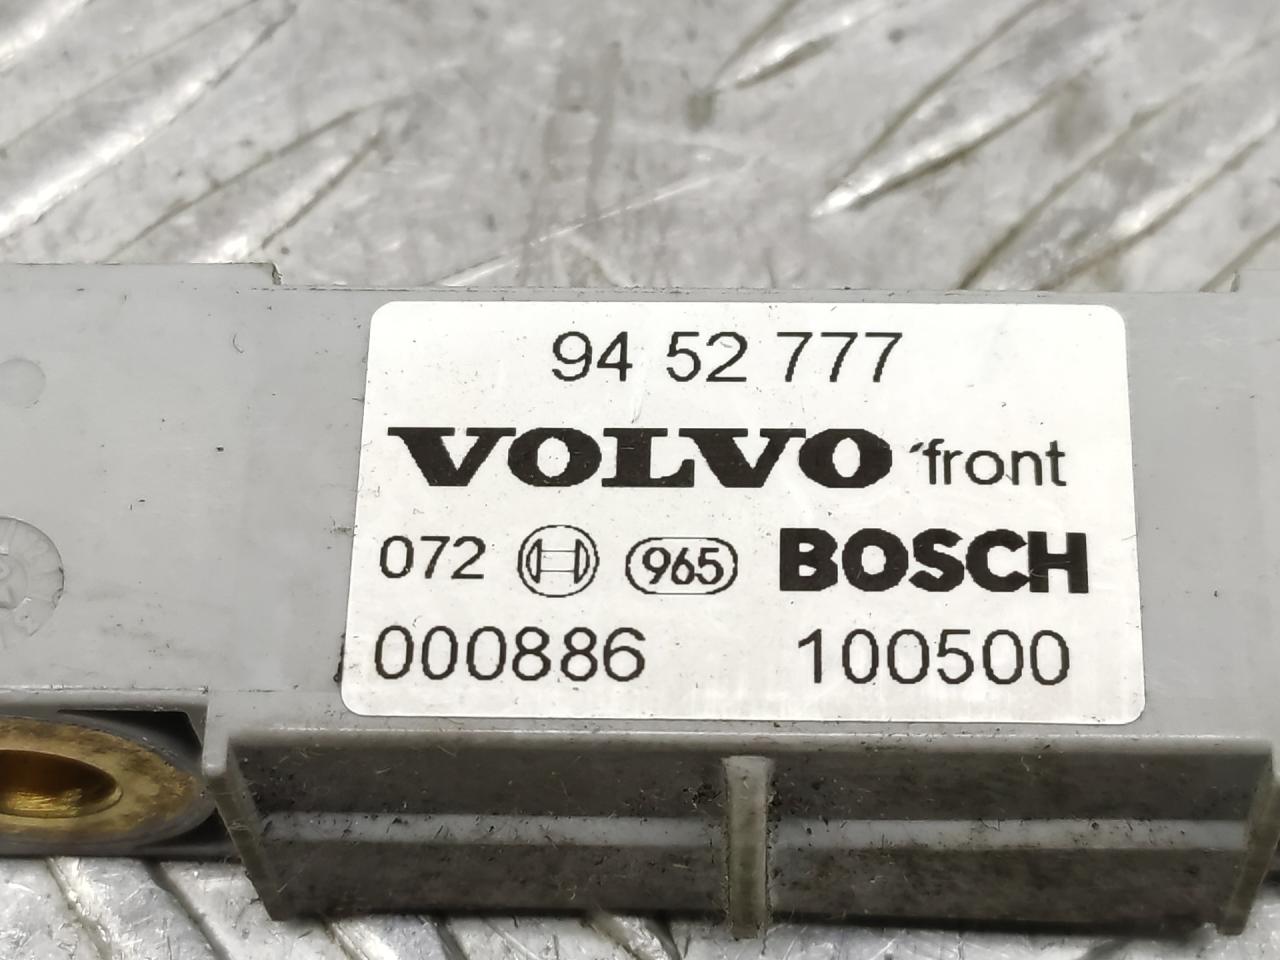 94 52 777
VOLVO ´front
072 965 BOSCH
000886 100500